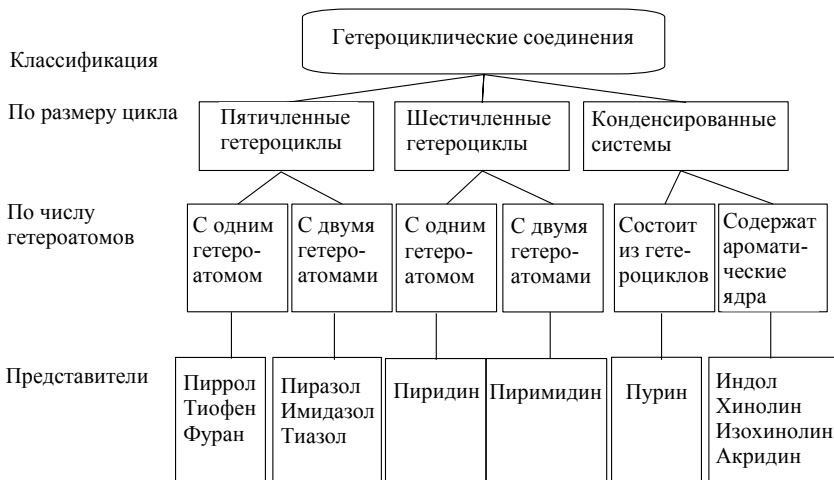 Гетероциклические соединения
Классификация
По размеру цикла
Пятичленные
гетероциклы
Шестичленные
гетероциклы
Конденсированные
системы
По числу
гетероатомов
С одним
гетеро-
атомом
С двумя
гетеро-
атомами
С одним
гетеро-
атомом
С двумя
гетеро-
атомами
Состоит
из гете-
роциклов
Содержат
аромати-
ческие
ядра
Представители
Пиррол
Тиофен
Фуран
Пиразол
Имидазол
Тиазол
Пиридин
Пиримидин
Пурин
Индол
Хинолин
Изохинолин
Акридин